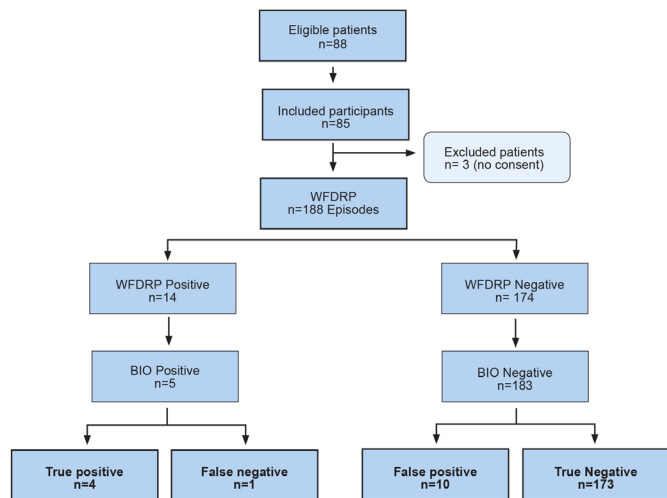 Eligible patients
n=88
Included participants
n=85
Excluded patients
n= 3 (no consent)
WFDRP
n=188 Episodes
WFDRP Positive
n=14
WFDRP Negative
n= 174
BIO Positive
n=5
BIO Negative
n=183
True positive
n=4
False negative
n=1
False positive
n=10
True Negative
n=173